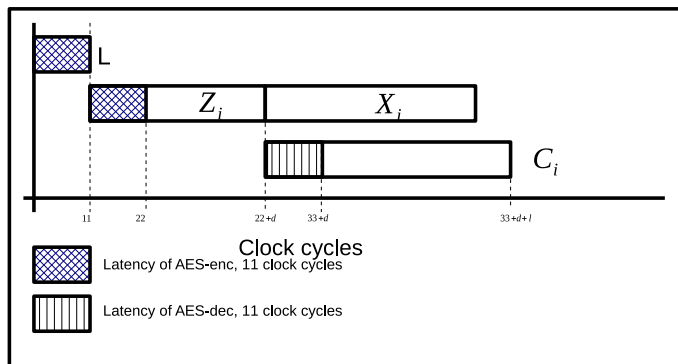 L
Z_i X_i
C_i
11 22 22+d 33+d 33+d+l
Clock cycles
Latency of AES-enc, 11 clock cycles
Latency of AES-dec, 11 clock cycles